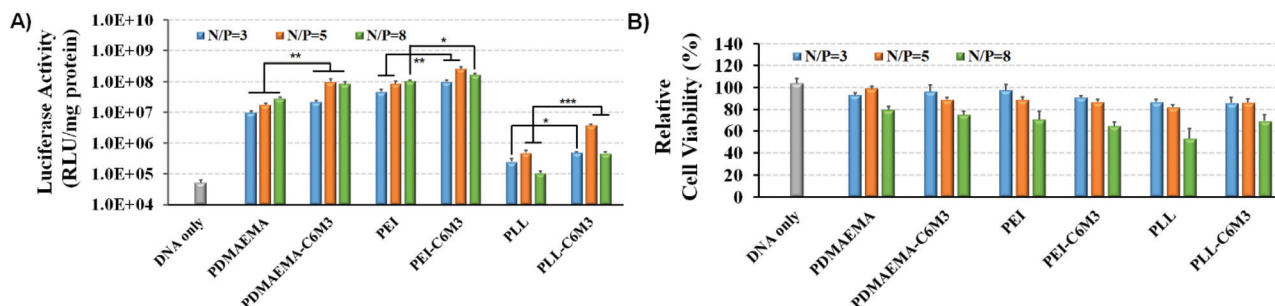 A)
Luciferase Activity
(RLU/mg protein)
1.0E+10
1.0E+10
1.0E+09
1.0E+08
1.0E+07
1.0E+06
1.0E+05
1.0E+04
N/P=3 N/P=5 N/P=8
**
*
**
***
*
DNA only
PDMAEMA
PDMAEMA-C6M3
PEI
PEI-C6M3
PLL
PLL-C6M3
B)
Relative
Cell Viability (%)
140
120
100
80
60
40
20
0
N/P=3 N/P=5 N/P=8
DNA only
PDMAEMA
PDMAEMA-C6M3
PEI
PEI-C6M3
PLL
PLL-C6M3